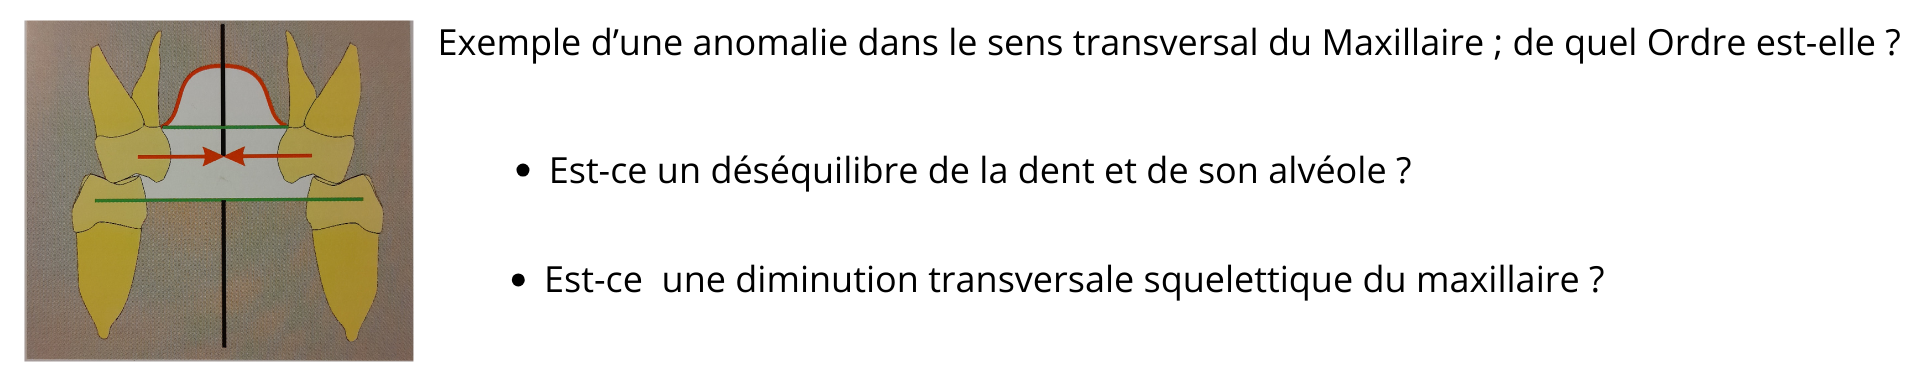 Exemple d’une anomalie dans le sens transversal du Maxillaire ; de quel Ordre est-elle ?
• Est-ce un déséquilibre de la dent et de son alvéole ?
• Est-ce  une diminution transversale squelettique du maxillaire ?